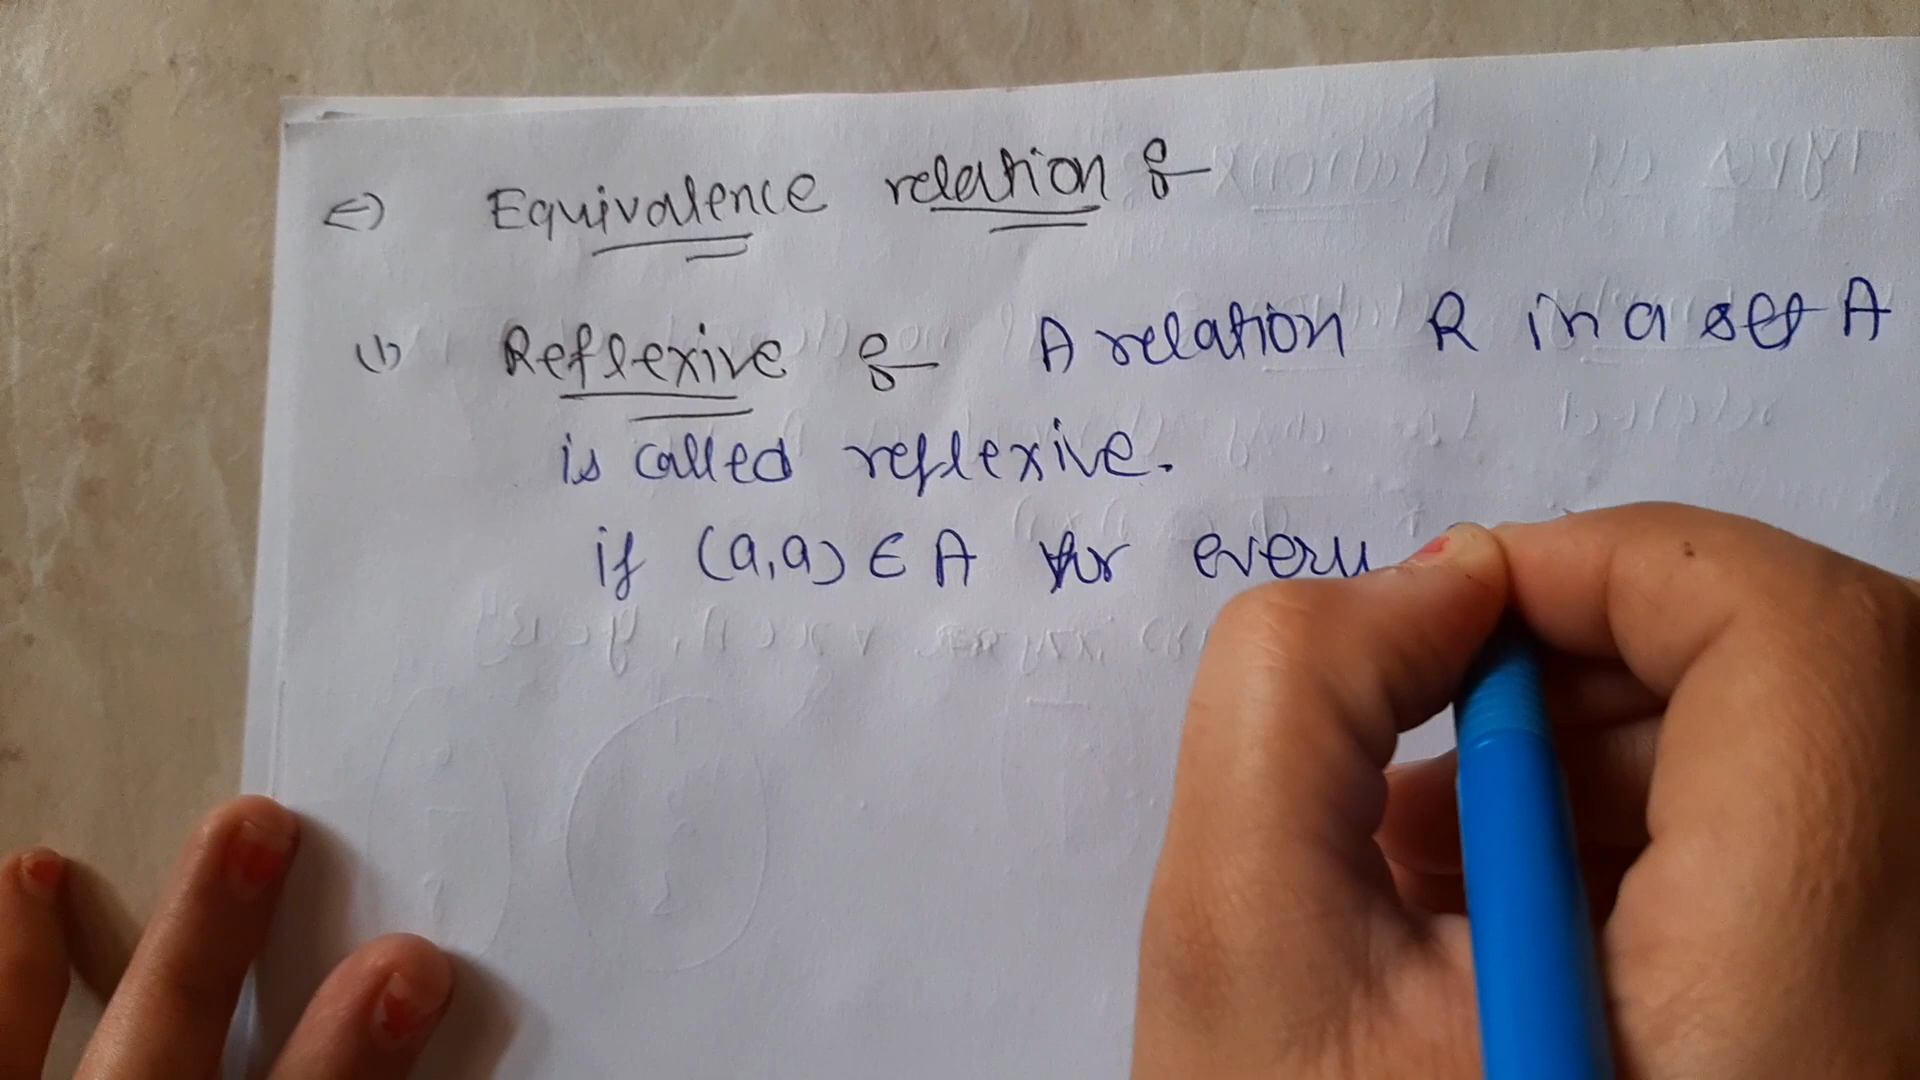 ⇔ Equivalence relation :-
(1) Reflexive :- A relation R in a set A
is called reflexive.
if (a,a) ∈ A for every